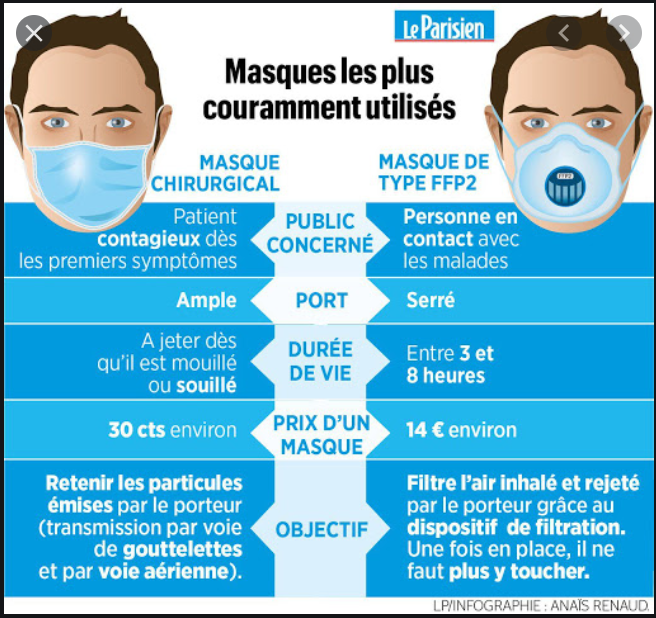 Le Parisien
Masques les plus
couramment utilisés
MASQUE
CHIRURGICAL
MASQUE DE
TYPE FFP2
FFP2
Patient
contagieux dès
les premiers symptômes
PUBLIC
CONCERNÉ
Personne en
contact avec
les malades
Ample
PORT
Serré
A jeter dès
qu'il est mouillé
ou souillé
DURÉE
DE VIE
Entre 3 et
8 heures
30 cts environ
PRIX D'UN
MASQUE
14 € environ
Retenir les particules
émises par le porteur
(transmission par voie
de gouttelettes
et par voie aérienne).
OBJECTIF
Filtre l'air inhalé et rejeté
par le porteur grâce au
dispositif de filtration.
Une fois en place, il ne
faut plus y toucher.
LP/INFOGRAPHIE : ANAÏS RENAUD.